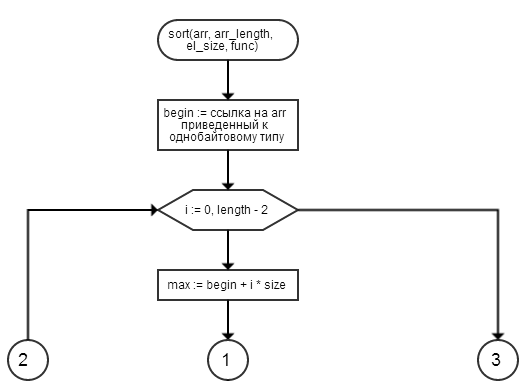 sort(arr, arr_length,
el_size, func)
begin := ссылка на arr
приведенный к
однобайтовому типу
i := 0, length - 2
max := begin + i * size
2
1
3